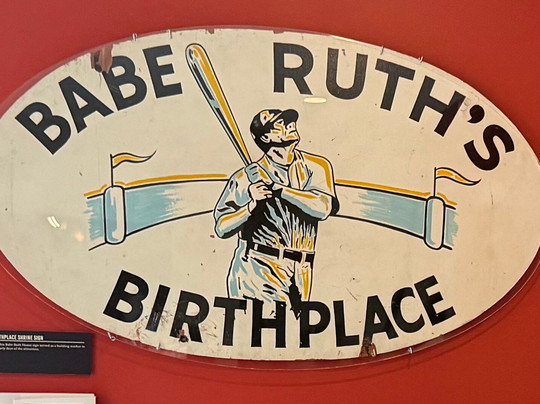 BABE RUTH'S
BIRTHPLACE
THPLACE SHRINE SIGN